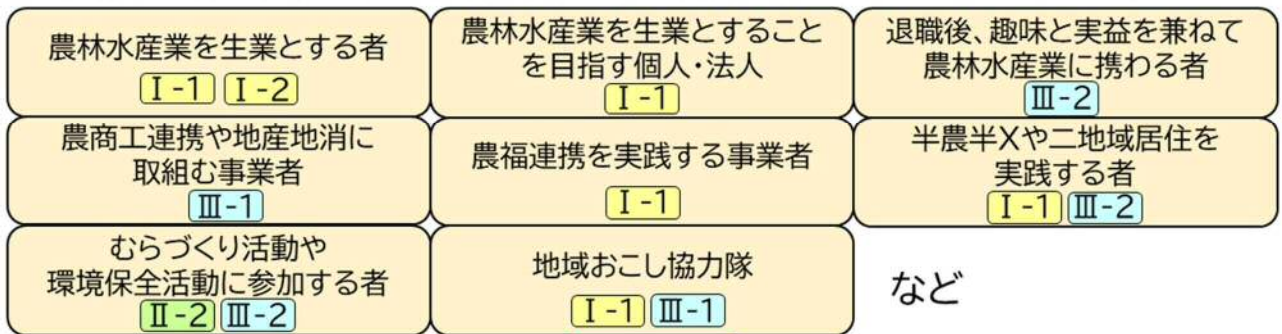 農林水産業を生業とする者
Ⅰ-1 Ⅰ-2
農林水産業を生業とすること
を目指す個人・法人
Ⅰ-1
退職後、趣味と実益を兼ねて
農林水産業に携わる者
Ⅲ-2
農商工連携や地産地消に
取組む事業者
Ⅲ-1
農福連携を実践する事業者
Ⅰ-1
半農半Xや二地域居住を
実践する者
Ⅰ-1 Ⅲ-2
むらづくり活動や
環境保全活動に参加する者
Ⅱ-2 Ⅲ-2
地域おこし協力隊
Ⅰ-1 Ⅲ-1
など